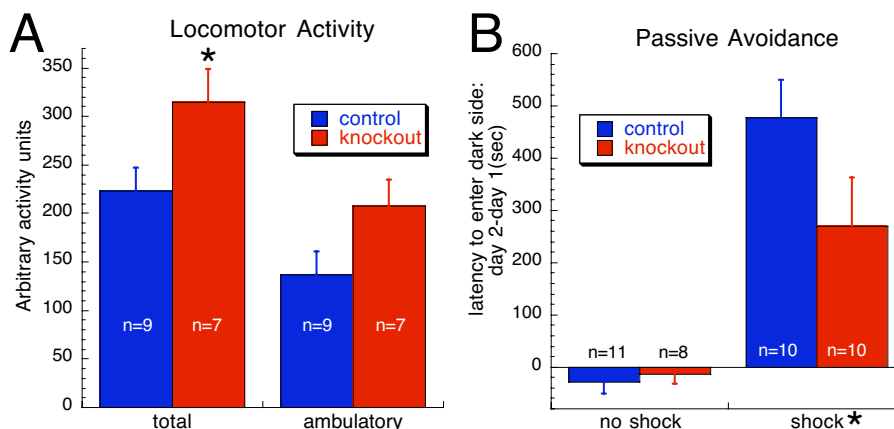 A
Locomotor Activity
*
Arbitrary activity units
350
300
250
200
150
100
50
0
control
knockout
n=9
n=7
n=9
n=7
total
ambulatory
B
Passive Avoidance
latency to enter dark side:
day 2-day 1(sec)
600
500
400
300
200
100
0
control
knockout
n=11
n=8
n=10
n=10
no shock
shock*